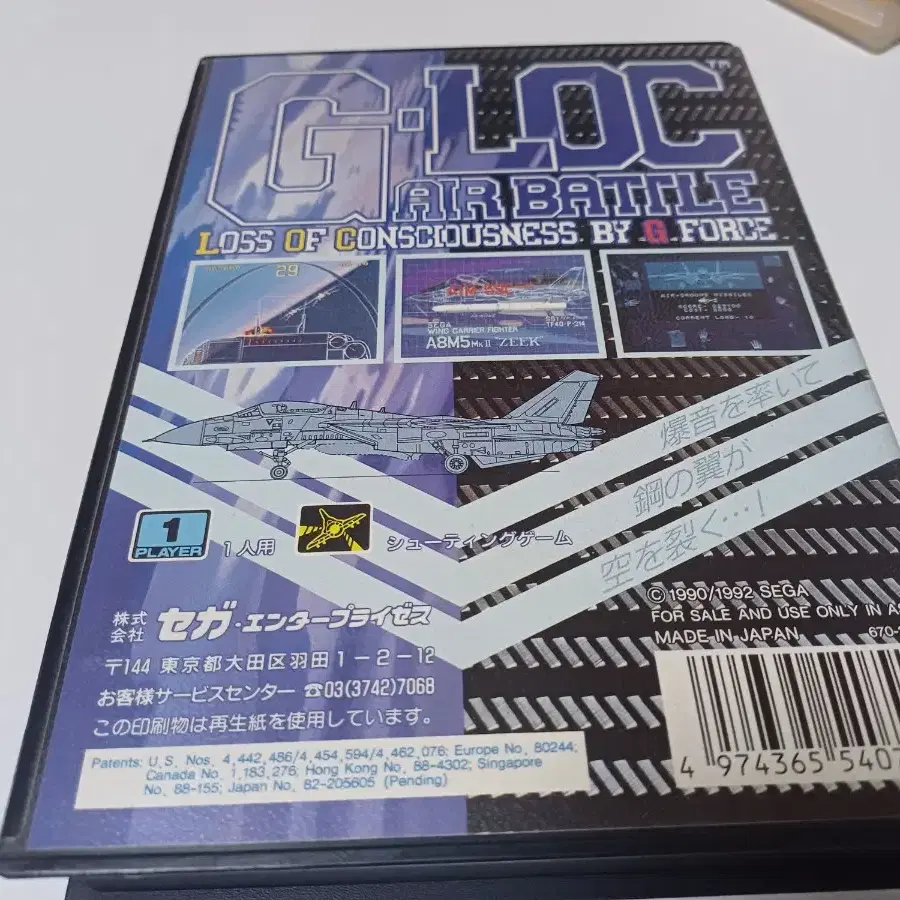 G-LOC™
AIR BATTLE
LOSS OF CONSCIOUSNESS BY G FORCE
29
SEGA
WING CARRIER FIGHTER
A8M5 MK II "ZEEK"
TF40-P-214
AIR-GROUND MISSILES
爆音を率いて
鋼の翼が
空を裂く…!
1
PLAYER
1人用
シューティングゲーム
©1990/1992 SEGA
FOR SALE AND USE ONLY IN
MADE IN JAPAN
670-
株式会社 セガ・エンタープライゼス
〒144 東京都大田区羽田1-2-12
お客様サービスセンター ☎03(3742)7068
この印刷物は再生紙を使用しています。
Patents: U.S. Nos. 4,442,486/4,454,594/4,462,076; Europe No. 80244;
Canada No. 1,183,276; Hong Kong No. 88-4302; Singapore
No. 88-155; Japan No. 82-205605 (Pending)
4 974365 5407